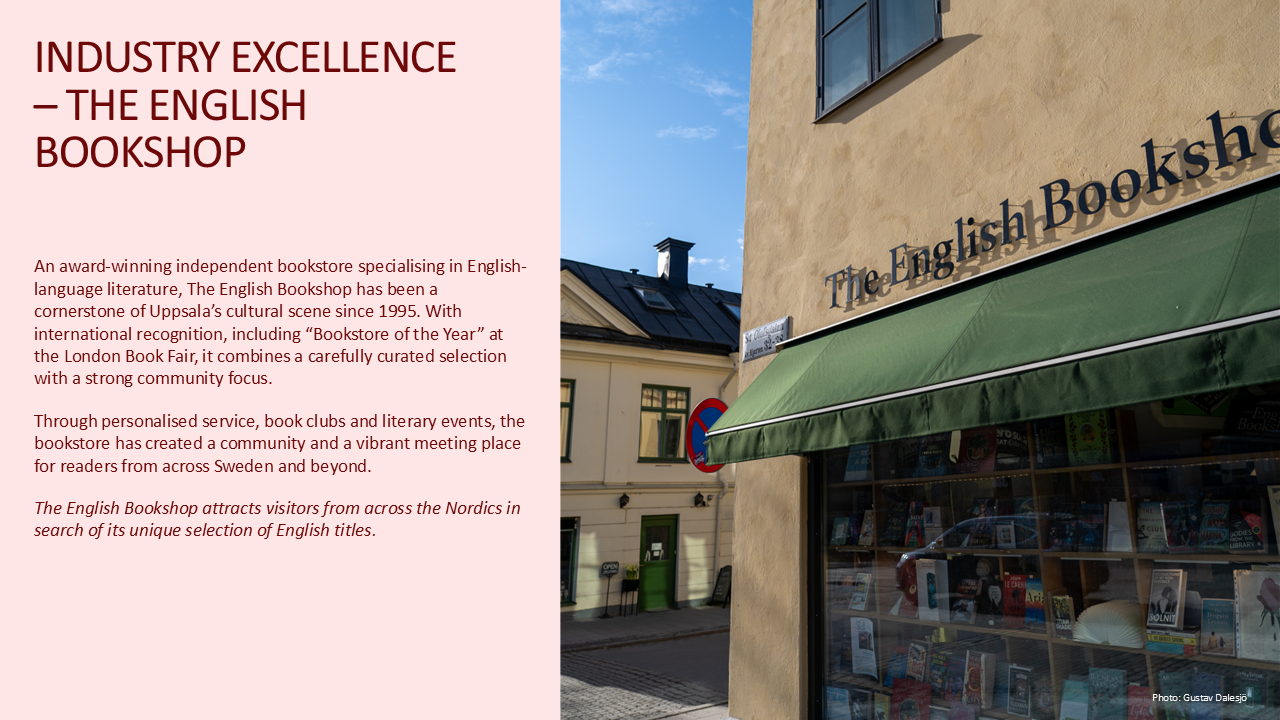 INDUSTRY EXCELLENCE
– THE ENGLISH
BOOKSHOP
An award-winning independent bookstore specialising in English-
language literature, The English Bookshop has been a
cornerstone of Uppsala’s cultural scene since 1995. With
international recognition, including “Bookstore of the Year” at
the London Book Fair, it combines a carefully curated selection
with a strong community focus.
Through personalised service, book clubs and literary events, the
bookstore has created a community and a vibrant meeting place
for readers from across Sweden and beyond.
The English Bookshop attracts visitors from across the Nordics in
search of its unique selection of English titles.
The English Booksho
OPEN
SOLNIT
Photo: Gustav Dalesjö